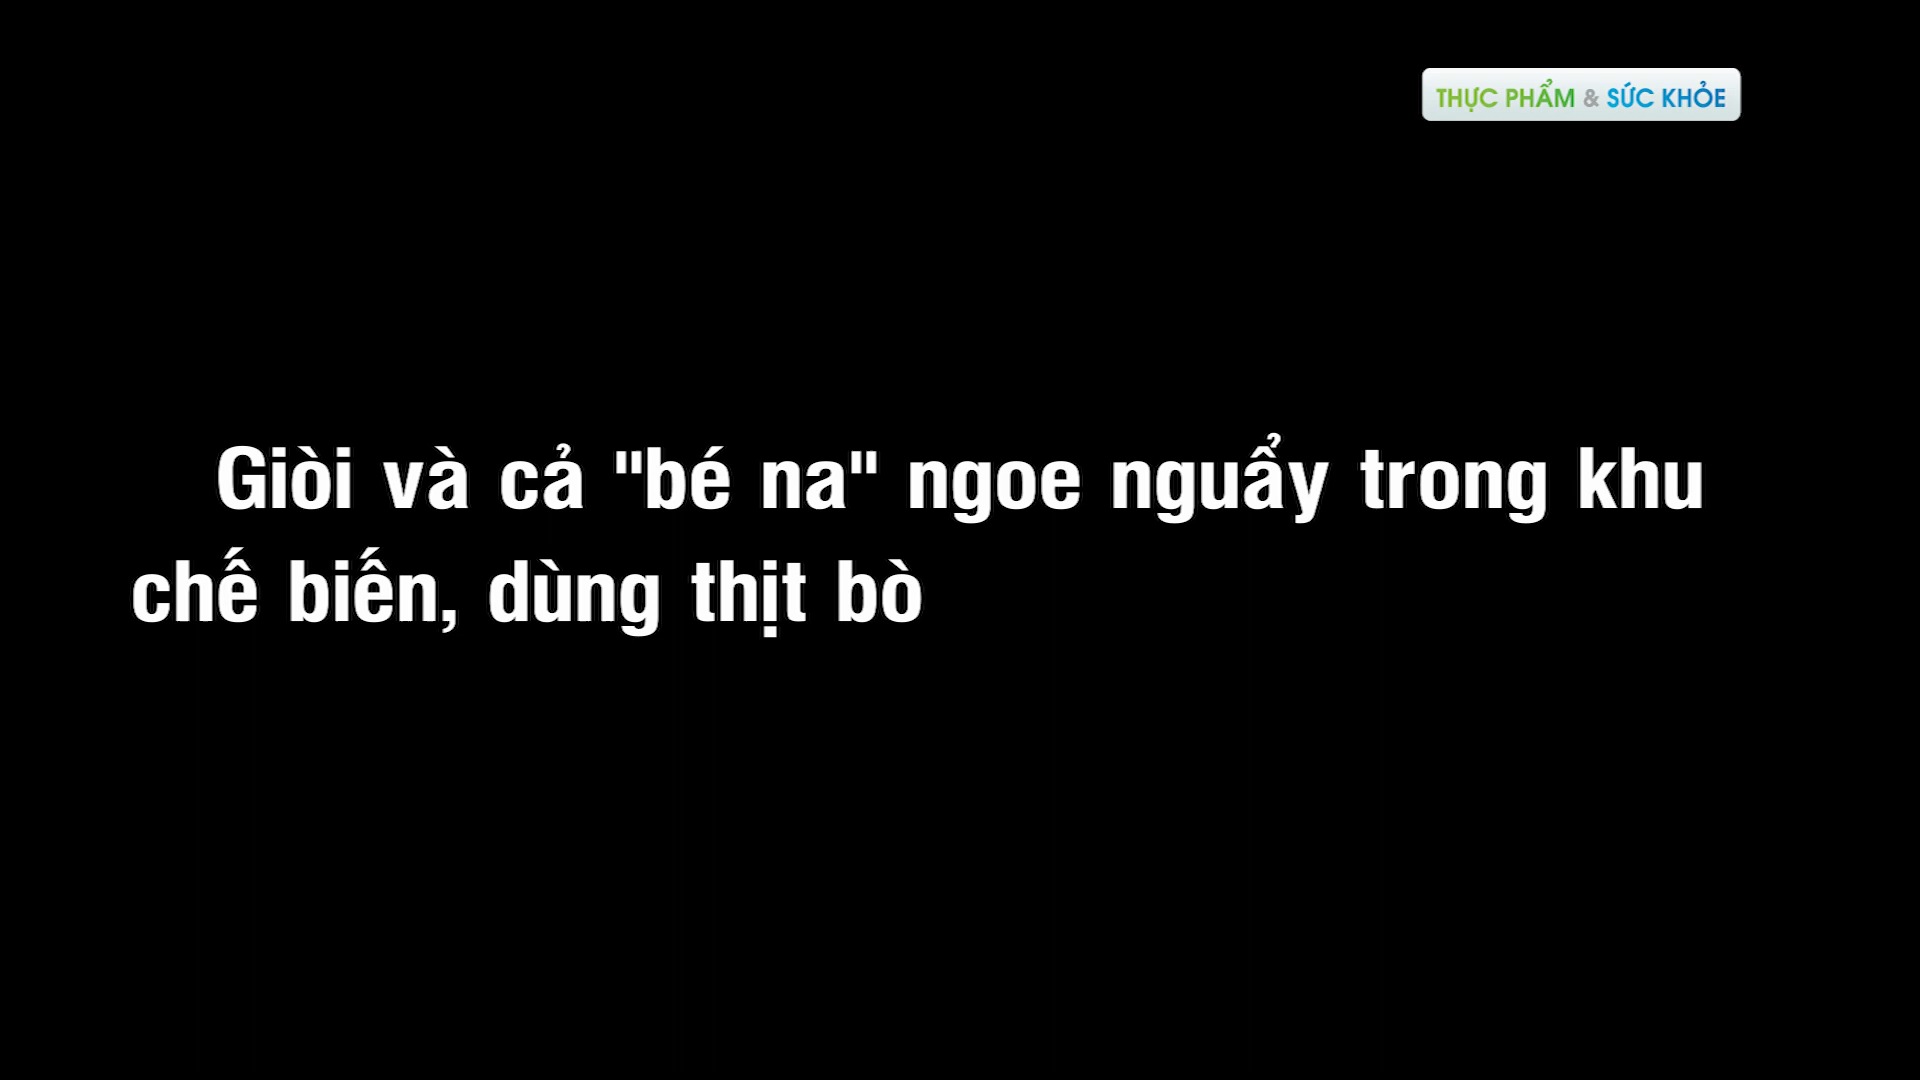 THỰC PHẨM & SỨC KHỎE
Giòi và cả "bé na" ngoe nguẩy trong khu
chế biến, dùng thịt bò